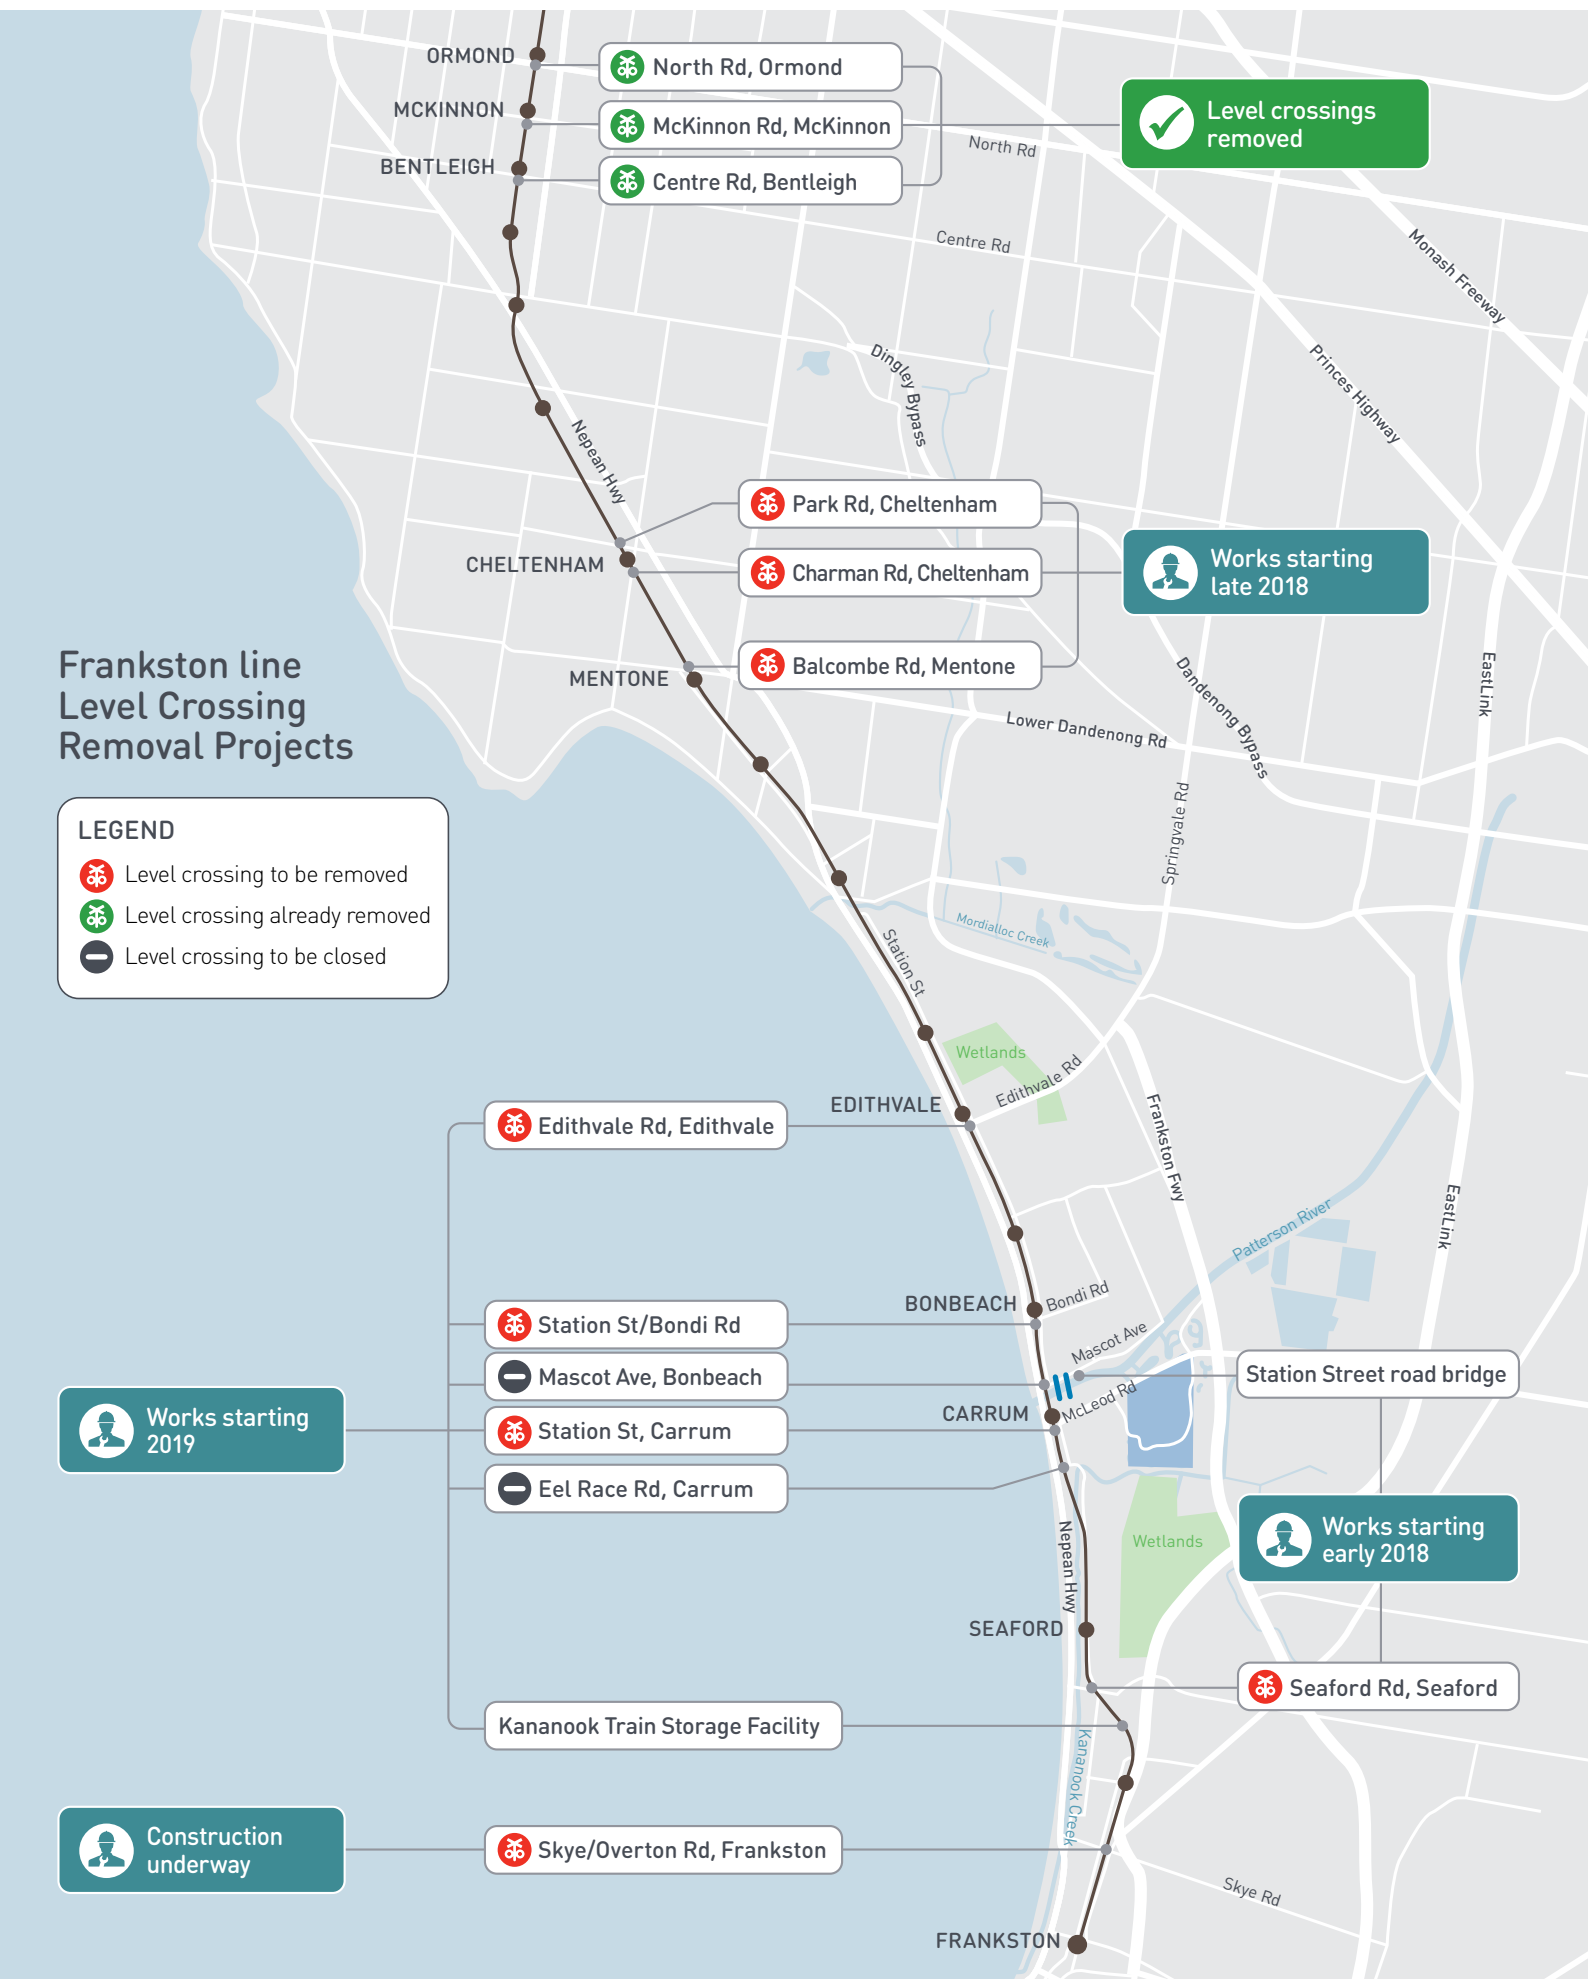 ORMOND
North Rd, Ormond
MCKINNON
McKinnon Rd, McKinnon
BENTLEIGH
Centre Rd, Bentleigh
Level crossings
removed
North Rd
Centre Rd
Monash Freeway
Princes Highway
Dingley Bypass
Nepean Hwy
Park Rd, Cheltenham
CHELTENHAM
Charman Rd, Cheltenham
Works starting
late 2018
MENTONE
Balcombe Rd, Mentone
Frankston line
Level Crossing
Removal Projects
Dandenong Bypass
EastLink
Lower Dandenong Rd
Springvale Rd
LEGEND
Level crossing to be removed
Level crossing already removed
Level crossing to be closed
Mordialloc Creek
Station St
Wetlands
Edithvale Rd
EDITHVALE
Edithvale Rd, Edithvale
Frankston Fwy
EastLink
Patterson River
BONBEACH
Bondi Rd
Station St/Bondi Rd
Mascot Ave
Mascot Ave, Bonbeach
Station Street road bridge
McLeod Rd
CARRUM
Works starting
2019
Station St, Carrum
Eel Race Rd, Carrum
Nepean Hwy
Wetlands
Works starting
early 2018
SEAFORD
Seaford Rd, Seaford
Kananook Train Storage Facility
Kananook Creek
Construction
underway
Skye/Overton Rd, Frankston
Skye Rd
FRANKSTON